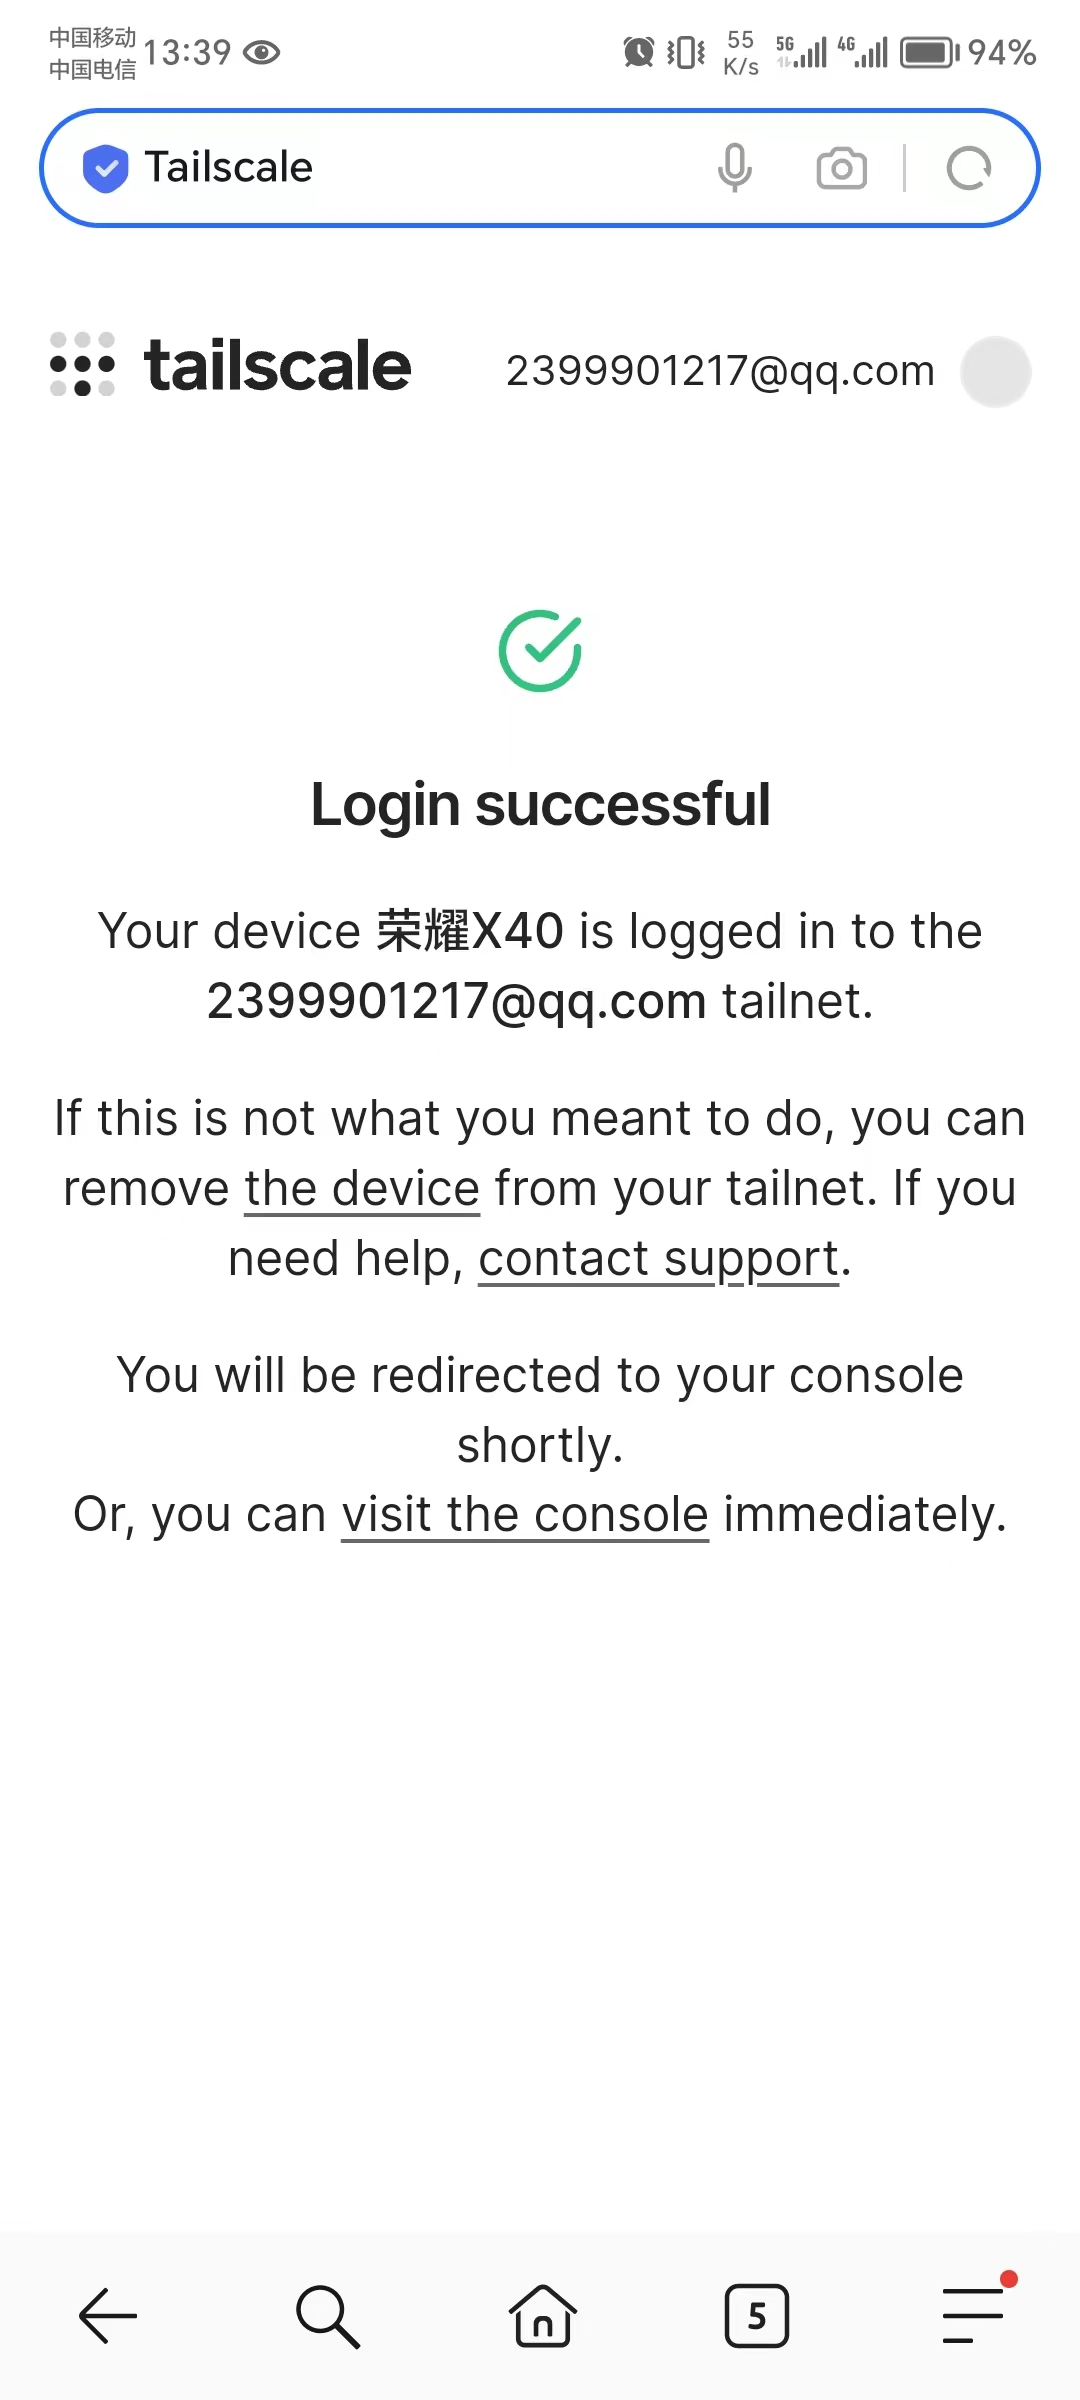 中国移动
中国电信
13:39
55
K/s
5G
4G
94%
Tailscale
tailscale
2399901217@qq.com
Login successful
Your device 荣耀X40 is logged in to the
2399901217@qq.com tailnet.
If this is not what you meant to do, you can
remove the device from your tailnet. If you
need help, contact support.
You will be redirected to your console
shortly.
Or, you can visit the console immediately.
5